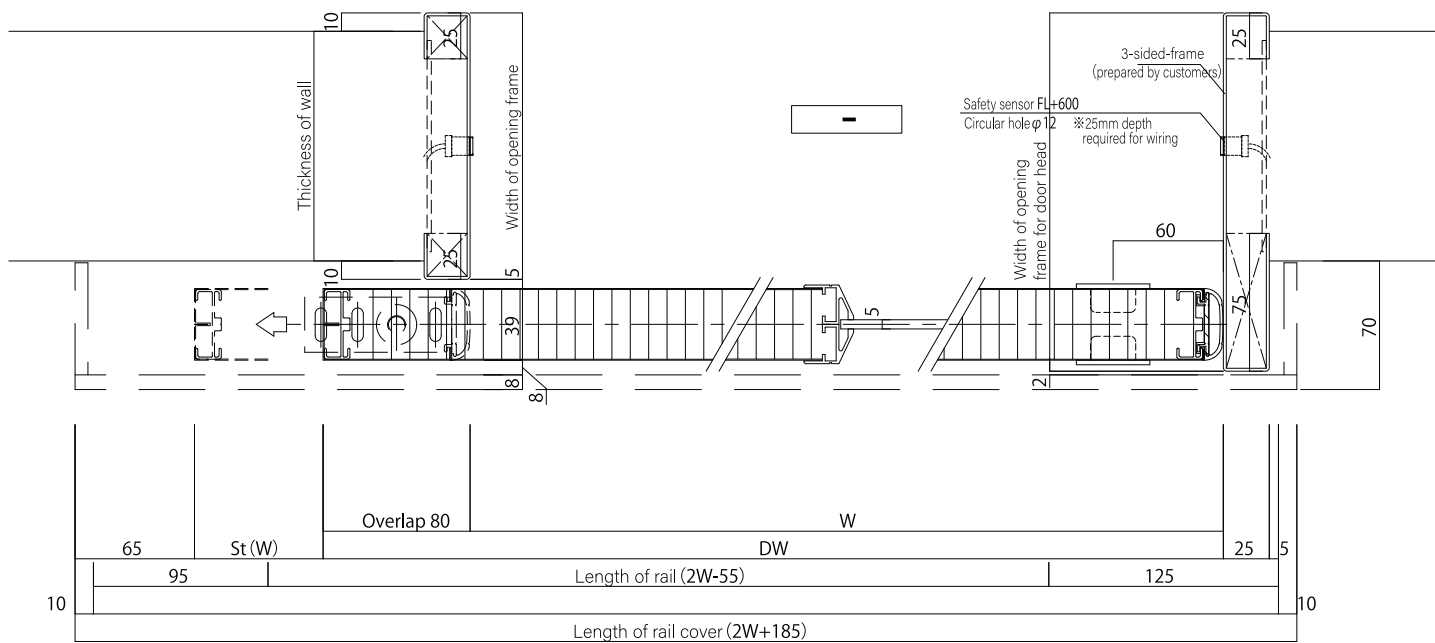 10
25
25
3-sided-frame
(prepared by customers)
Safety sensor FL+600
Circular hole φ 12 ※25mm depth
required for wiring
Thickness of wall
Width of opening frame
Width of opening
frame for door head
60
25
10
5
75
5
39
70
8
8
2
Overlap 80
W
65
St (W)
DW
25
5
95
Length of rail (2W-55)
125
10
10
Length of rail cover (2W+185)